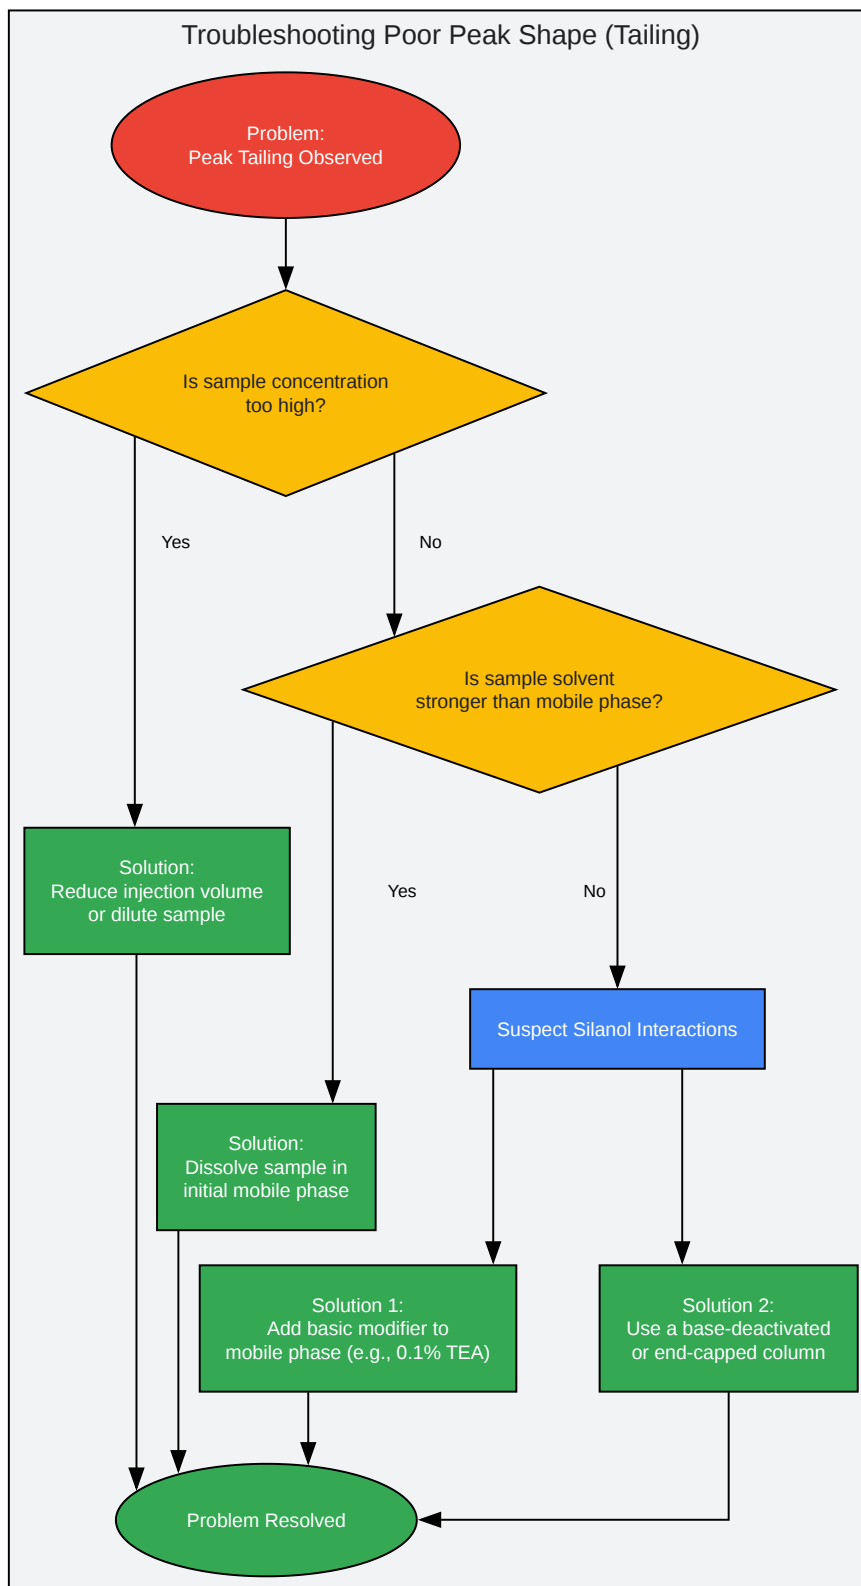 Troubleshooting Poor Peak Shape (Tailing)
Problem:
Peak Tailing Observed
Is sample concentration
too high?
Yes
No
Is sample solvent
stronger than mobile phase?
Solution:
Reduce injection volume
or dilute sample
Yes
No
Suspect Silanol Interactions
Solution:
Dissolve sample in
initial mobile phase
Solution 1:
Add basic modifier to
mobile phase (e.g., 0.1% TEA)
Solution 2:
Use a base-deactivated
or end-capped column
Problem Resolved